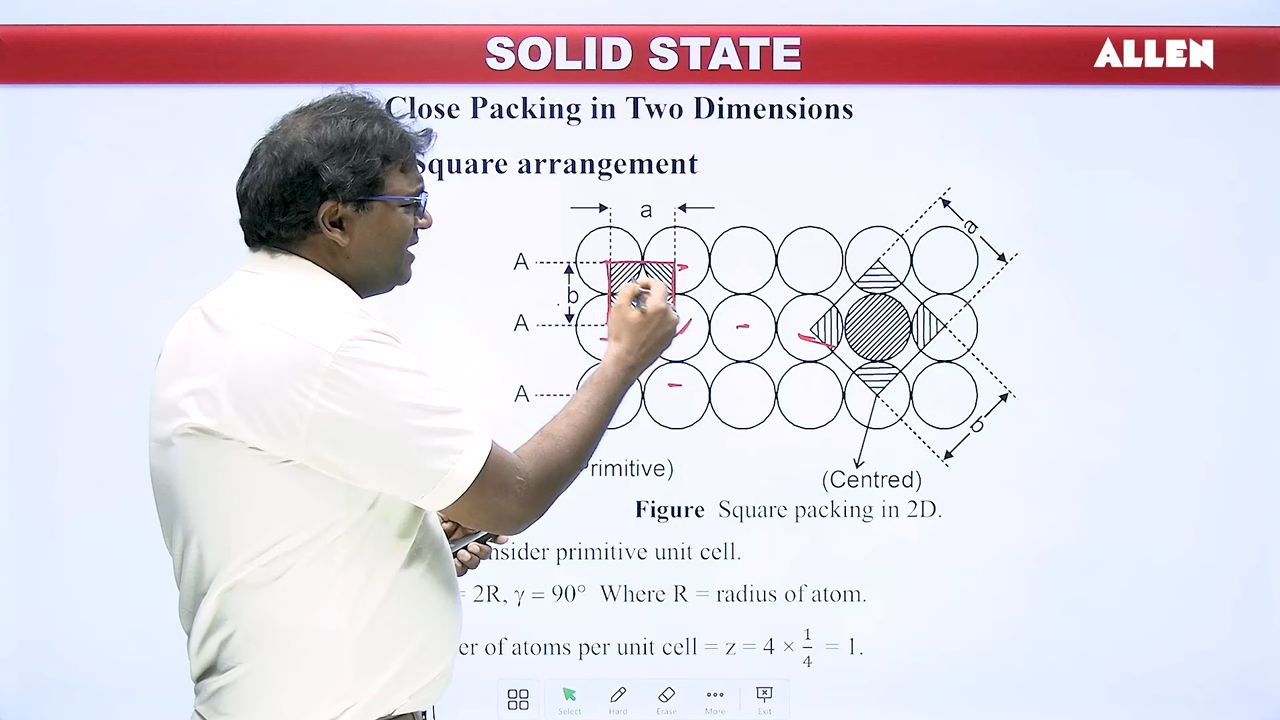 SOLID STATE
ALLEN
Close Packing in Two Dimensions
Square arrangement
a
a
A
b
A
A
b
rimitive)
(Centred)
Figure Square packing in 2D.
nsider primitive unit cell.
= 2R, γ = 90° Where R = radius of atom.
er of atoms per unit cell = z = 4 × 1/4 = 1.
Select Hard Erase More Exit